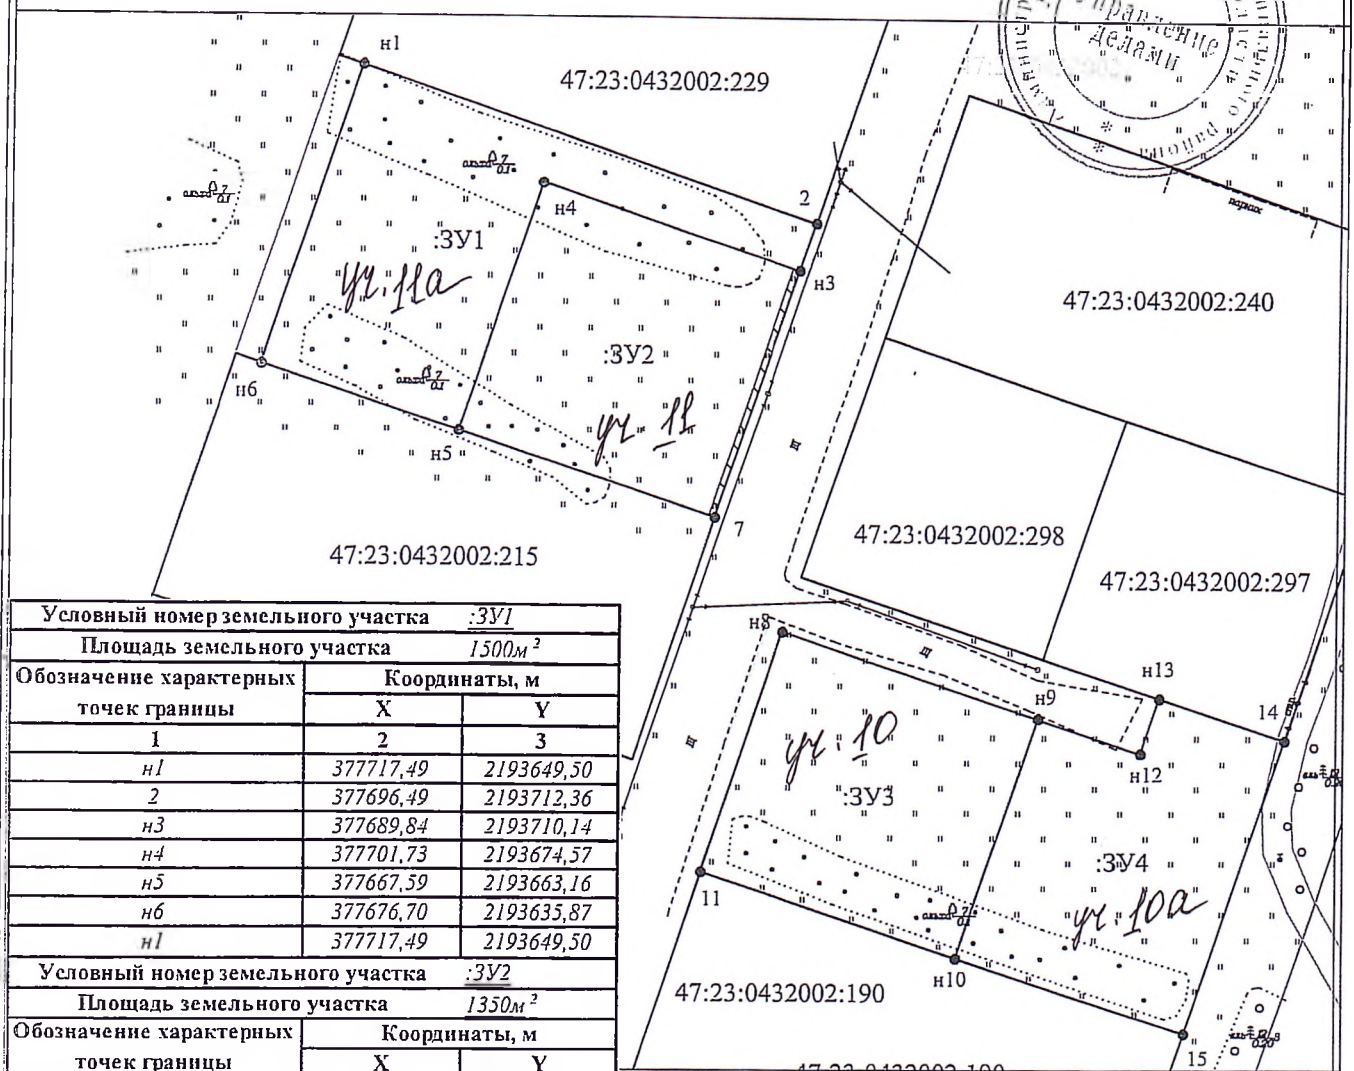 н1
47:23:0432002:229
Управление
делами
района
2
н4
:ЗУ1
н3
уч. 11а
:ЗУ2
47:23:0432002:240
н6
уч. 11
н5
щ
7
47:23:0432002:298
47:23:0432002:215
47:23:0432002:297
Условный номер земельного участка :ЗУ1
Площадь земельного участка 1500м²
Обозначение характерных точек границы
Координаты, м
X Y
1 2 3
н1 377717,49 2193649,50
2 377696,49 2193712,36
н3 377689,84 2193710,14
н4 377701,73 2193674,57
н5 377667,59 2193663,16
н6 377676,70 2193635,87
н1 377717,49 2193649,50
Условный номер земельного участка :ЗУ2
Площадь земельного участка 1350м²
Обозначение характерных точек границы
Координаты, м
X Y
н8
щ
н13
н9
14
щ
уч. 10
н12
:ЗУ3
:ЗУ4
11
уч. 10а
н10
47:23:0432002:190
15
47:23:0432002:190